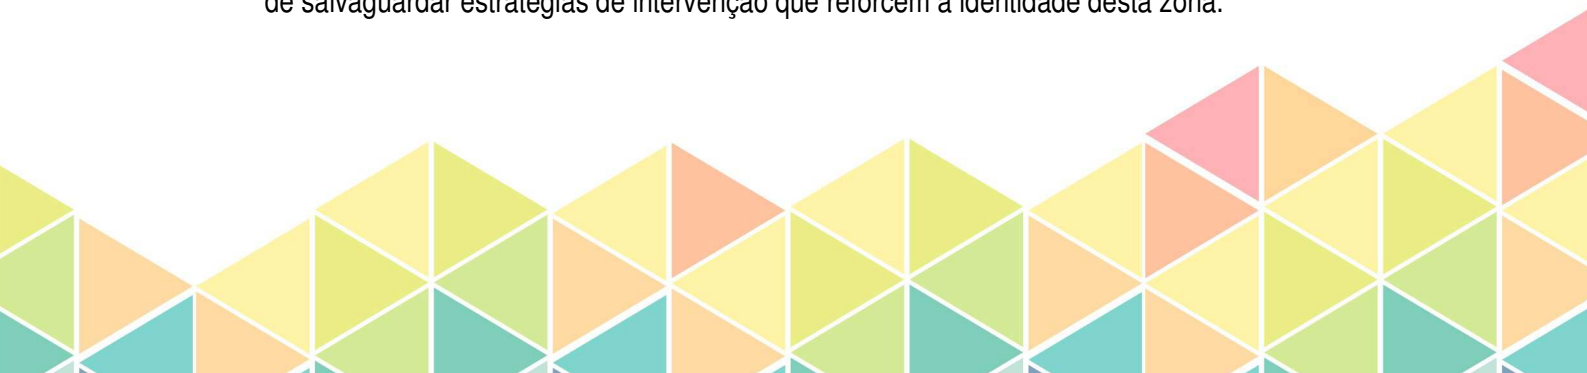 de salvaguardar estratégias de intervenção que reforcem a identidade desta zona.